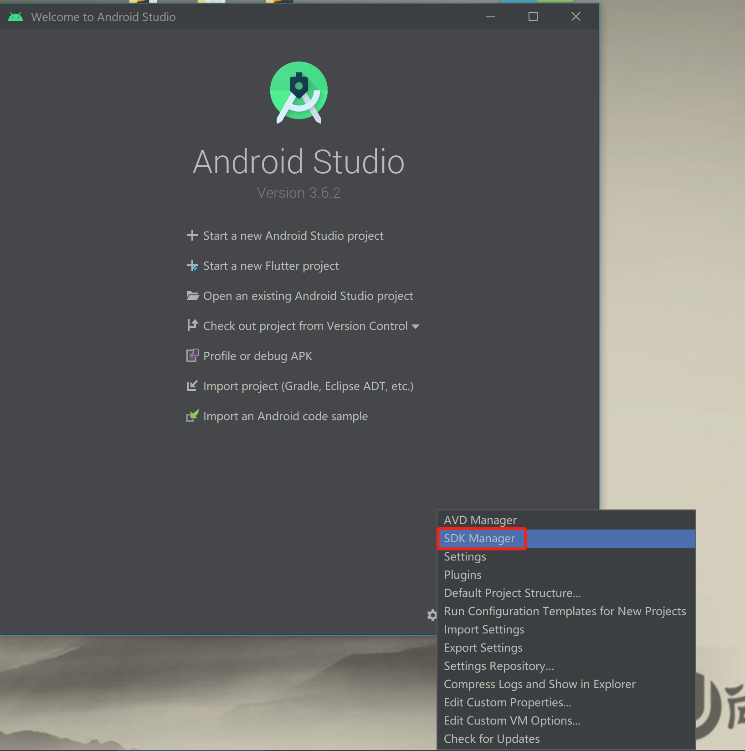 Welcome to Android Studio
Android Studio
Version 3.6.2
Start a new Android Studio project
Start a new Flutter project
Open an existing Android Studio project
Check out project from Version Control
Profile or debug APK
Import project (Gradle, Eclipse ADT, etc.)
Import an Android code sample
AVD Manager
SDK Manager
Settings
Plugins
Default Project Structure...
Run Configuration Templates for New Projects
Import Settings
Export Settings
Settings Repository...
Compress Logs and Show in Explorer
Edit Custom Properties...
Edit Custom VM Options...
Check for Updates